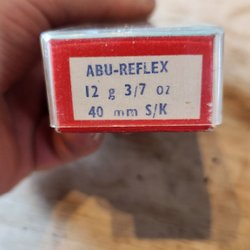 ABU-REFLEX
12 g 3/7 oz
40 mm S/K